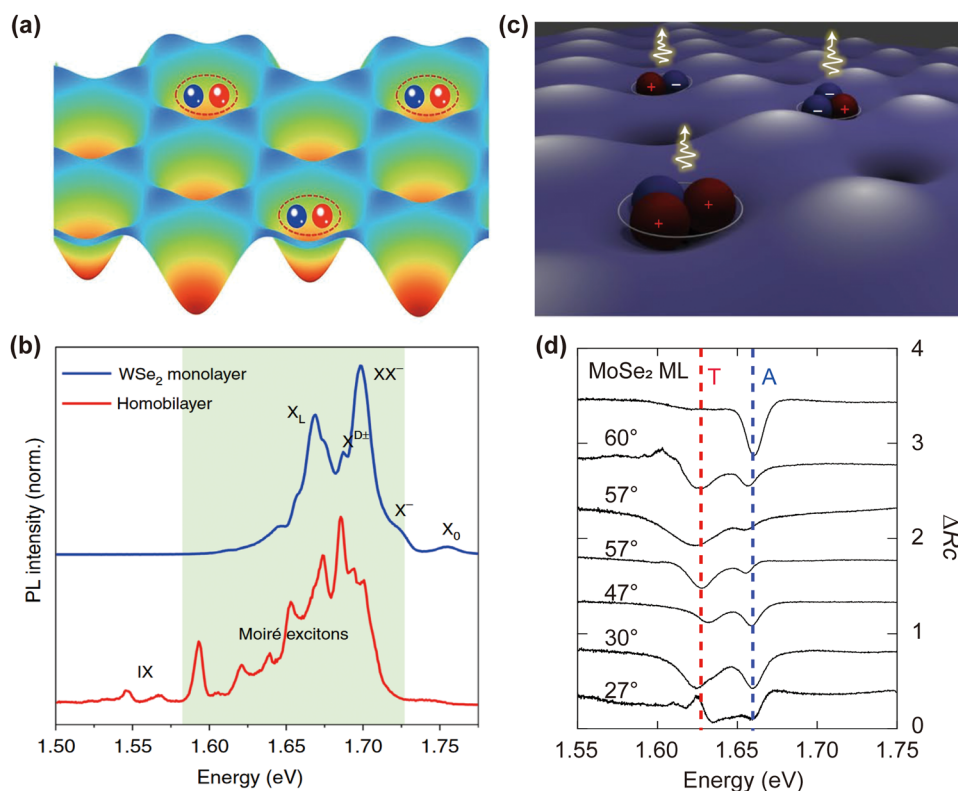 (a)
(c)
+
−
−
−
+
+
+
(b)
WSe₂ monolayer
Homobilayer
XX⁻
X_L
X^D±
X⁻
X₀
Moiré excitons
IX
PL intensity (norm.)
1.50 1.55 1.60 1.65 1.70 1.75
Energy (eV)
(d)
MoSe₂ ML
T
A
60°
57°
57°
47°
30°
27°
4
3
2
1
0
ΔRc
1.55 1.60 1.65 1.70 1.75
Energy (eV)